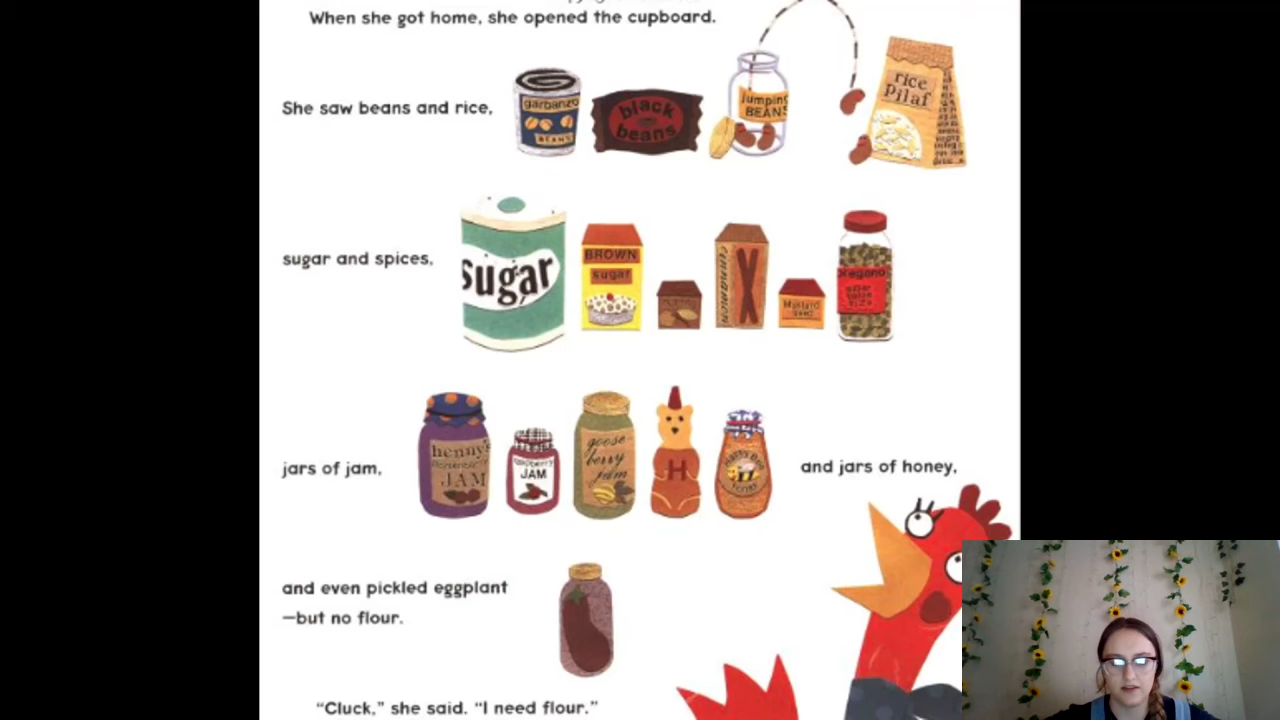 When she got home, she opened the cupboard.
She saw beans and rice,
garbanzo
BEANS
black
beans
Jumping
BEANS
rice
Pilaf
sugar and spices,
Sugar
BROWN
sugar
cinnamon
Mustard
seed
oregano
jars of jam,
henny's
JAM
JAM
goose-
berry
jam
H
and jars of honey,
and even pickled eggplant
—but no flour.
"Cluck," she said. "I need flour."